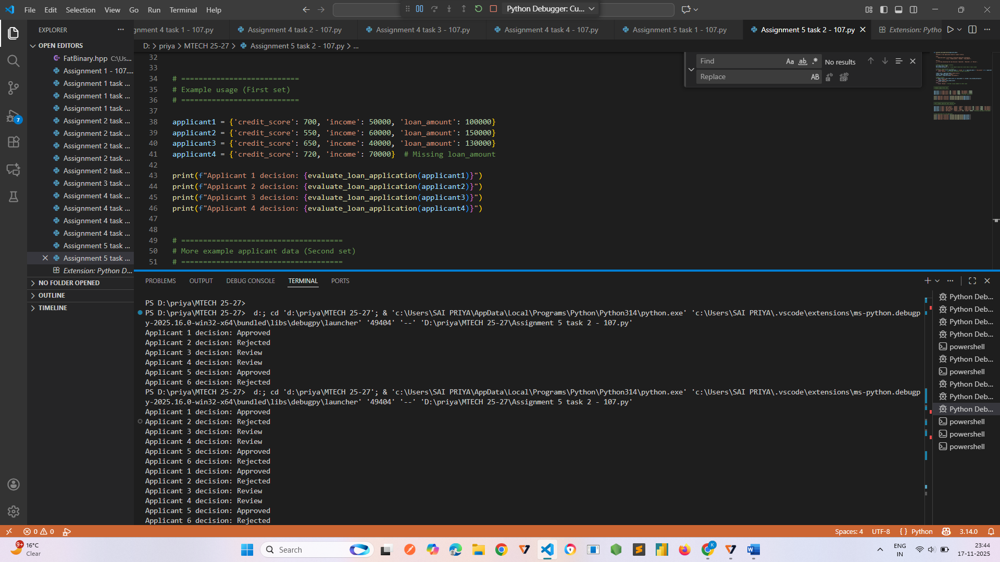 File Edit Selection View Go Run Terminal Help
Python Debugger: Cu...
EXPLORER
gnment 4 task 1 - 107.py
Assignment 4 task 2 - 107.py
Assignment 4 task 3 - 107.py
Assignment 4 task 4 - 107.py
Assignment 5 task 1 - 107.py
Assignment 5 task 2 - 107.py
Extension: Pytho
OPEN EDITORS
FatBinary.hpp C:\Us...
Assignment 1 - 107....
Assignment 1 task ...
Assignment 1 task ...
Assignment 1 task ...
Assignment 2 task ...
Assignment 2 task ...
Assignment 2 task ...
Assignment 2 task ...
Assignment 2 task ...
Assignment 3 task ...
Assignment 4 task ...
Assignment 4 task ...
Assignment 4 task ...
Assignment 4 task ...
Assignment 5 task ...
Assignment 5 task ...
Extension: Python D...
NO FOLDER OPENED
OUTLINE
TIMELINE
7
D: > priya > MTECH 25-27 > Assignment 5 task 2 - 107.py > ...
Find Aa ab .* No results
Replace AB
32
33
34 # ===========================
35 # Example usage (First set)
36 # ===========================
37
38 applicant1 = {'credit_score': 700, 'income': 50000, 'loan_amount': 100000}
39 applicant2 = {'credit_score': 550, 'income': 60000, 'loan_amount': 150000}
40 applicant3 = {'credit_score': 650, 'income': 40000, 'loan_amount': 130000}
41 applicant4 = {'credit_score': 720, 'income': 70000}  # Missing loan_amount
42
43 print(f"Applicant 1 decision: {evaluate_loan_application(applicant1)}")
44 print(f"Applicant 2 decision: {evaluate_loan_application(applicant2)}")
45 print(f"Applicant 3 decision: {evaluate_loan_application(applicant3)}")
46 print(f"Applicant 4 decision: {evaluate_loan_application(applicant4)}")
47
48
49 # =====================================
50 # More example applicant data (Second set)
51 # =====================================
PROBLEMS OUTPUT DEBUG CONSOLE TERMINAL PORTS
PS D:\priya\MTECH 25-27>
PS D:\priya\MTECH 25-27>  d:; cd 'd:\priya\MTECH 25-27'; & 'c:\Users\SAI PRIYA\AppData\Local\Programs\Python\Python314\python.exe' 'c:\Users\SAI PRIYA\.vscode\extensions\ms-python.debugp
y-2025.16.0-win32-x64\bundled\libs\debugpy\launcher' '49404' '--' 'D:\priya\MTECH 25-27\Assignment 5 task 2 - 107.py'
Applicant 1 decision: Approved
Applicant 2 decision: Rejected
Applicant 3 decision: Review
Applicant 4 decision: Review
Applicant 5 decision: Approved
Applicant 6 decision: Rejected
PS D:\priya\MTECH 25-27>  d:; cd 'd:\priya\MTECH 25-27'; & 'c:\Users\SAI PRIYA\AppData\Local\Programs\Python\Python314\python.exe' 'c:\Users\SAI PRIYA\.vscode\extensions\ms-python.debugp
y-2025.16.0-win32-x64\bundled\libs\debugpy\launcher' '49404' '--' 'D:\priya\MTECH 25-27\Assignment 5 task 2 - 107.py'
Applicant 1 decision: Approved
Applicant 2 decision: Rejected
Applicant 3 decision: Review
Applicant 4 decision: Review
Applicant 5 decision: Approved
Applicant 6 decision: Rejected
Applicant 1 decision: Approved
Applicant 2 decision: Rejected
Applicant 3 decision: Review
Applicant 4 decision: Review
Applicant 5 decision: Approved
Applicant 6 decision: Rejected
Python Deb...
Python Deb...
Python Deb...
Python Deb...
powershell
Python Deb...
powershell
Python Deb...
Python Deb...
Python Deb...
powershell
powershell
powershell
0 0
Spaces: 4 UTF-8 { } Python 3.14.0
9+ 16°C
Clear
Search
K
ENG
IN
23:44
17-11-2025